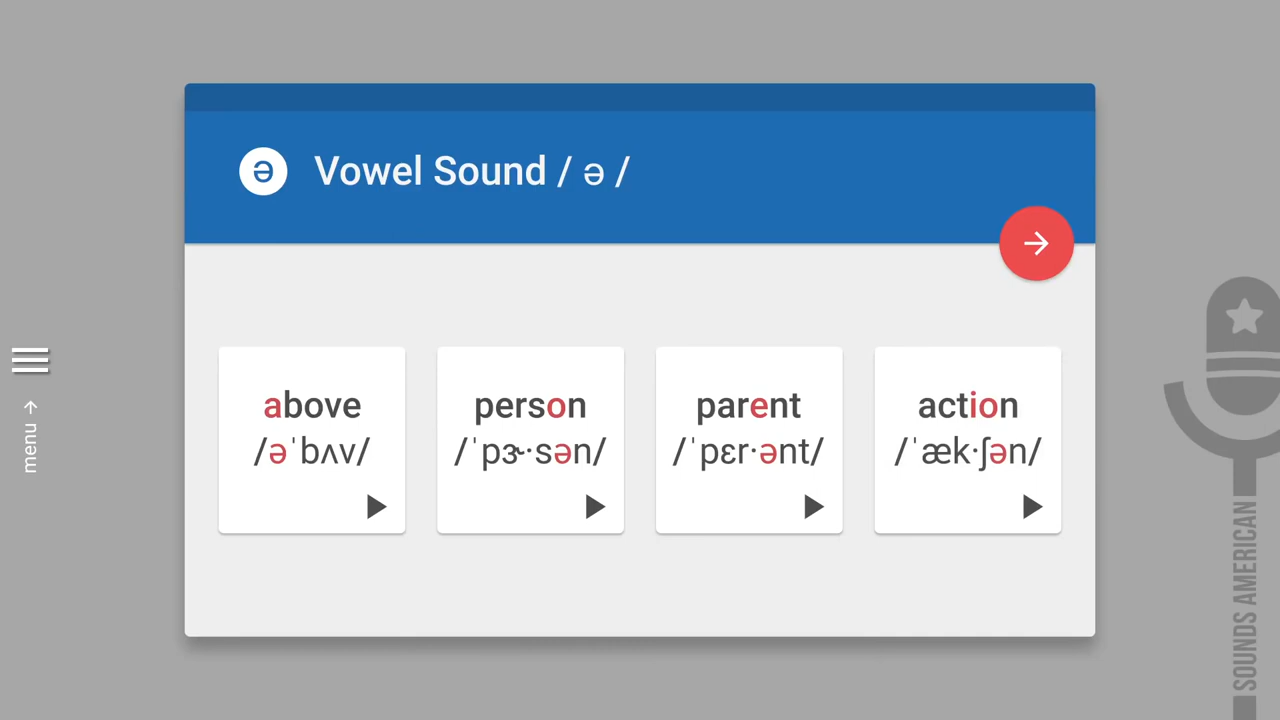 ə Vowel Sound / ə /
above
/əˈbʌv/
person
/ˈpɝ·sən/
parent
/ˈpɛr·ənt/
action
/ˈæk·ʃən/
menu
SOUNDS AMERICAN